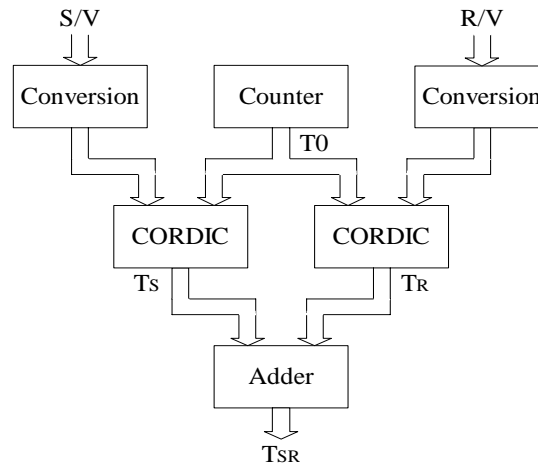 S/V
R/V
Conversion
Counter
Conversion
T0
CORDIC
CORDIC
TS
TR
Adder
TSR